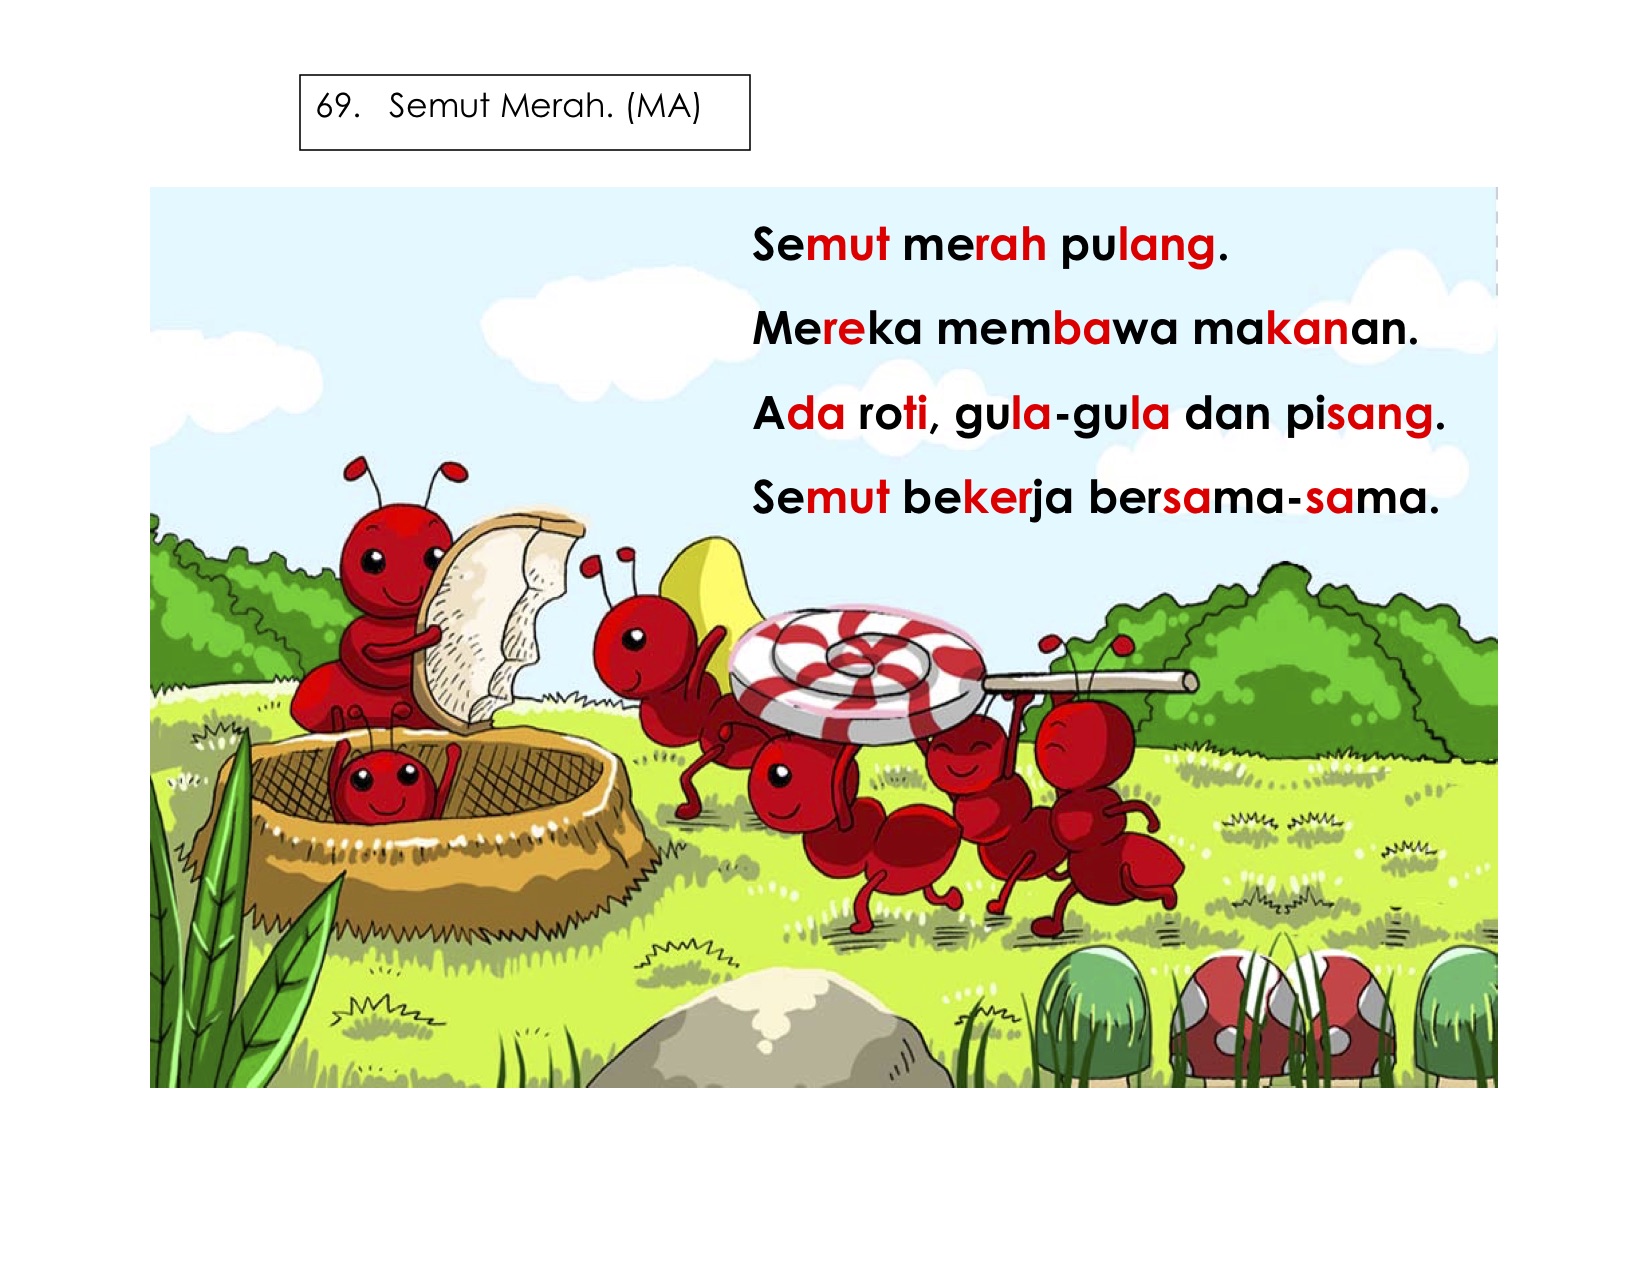 69. Semut Merah. (MA)
Semut merah pulang.
Mereka membawa makanan.
Ada roti, gula-gula dan pisang.
Semut bekerja bersama-sama.